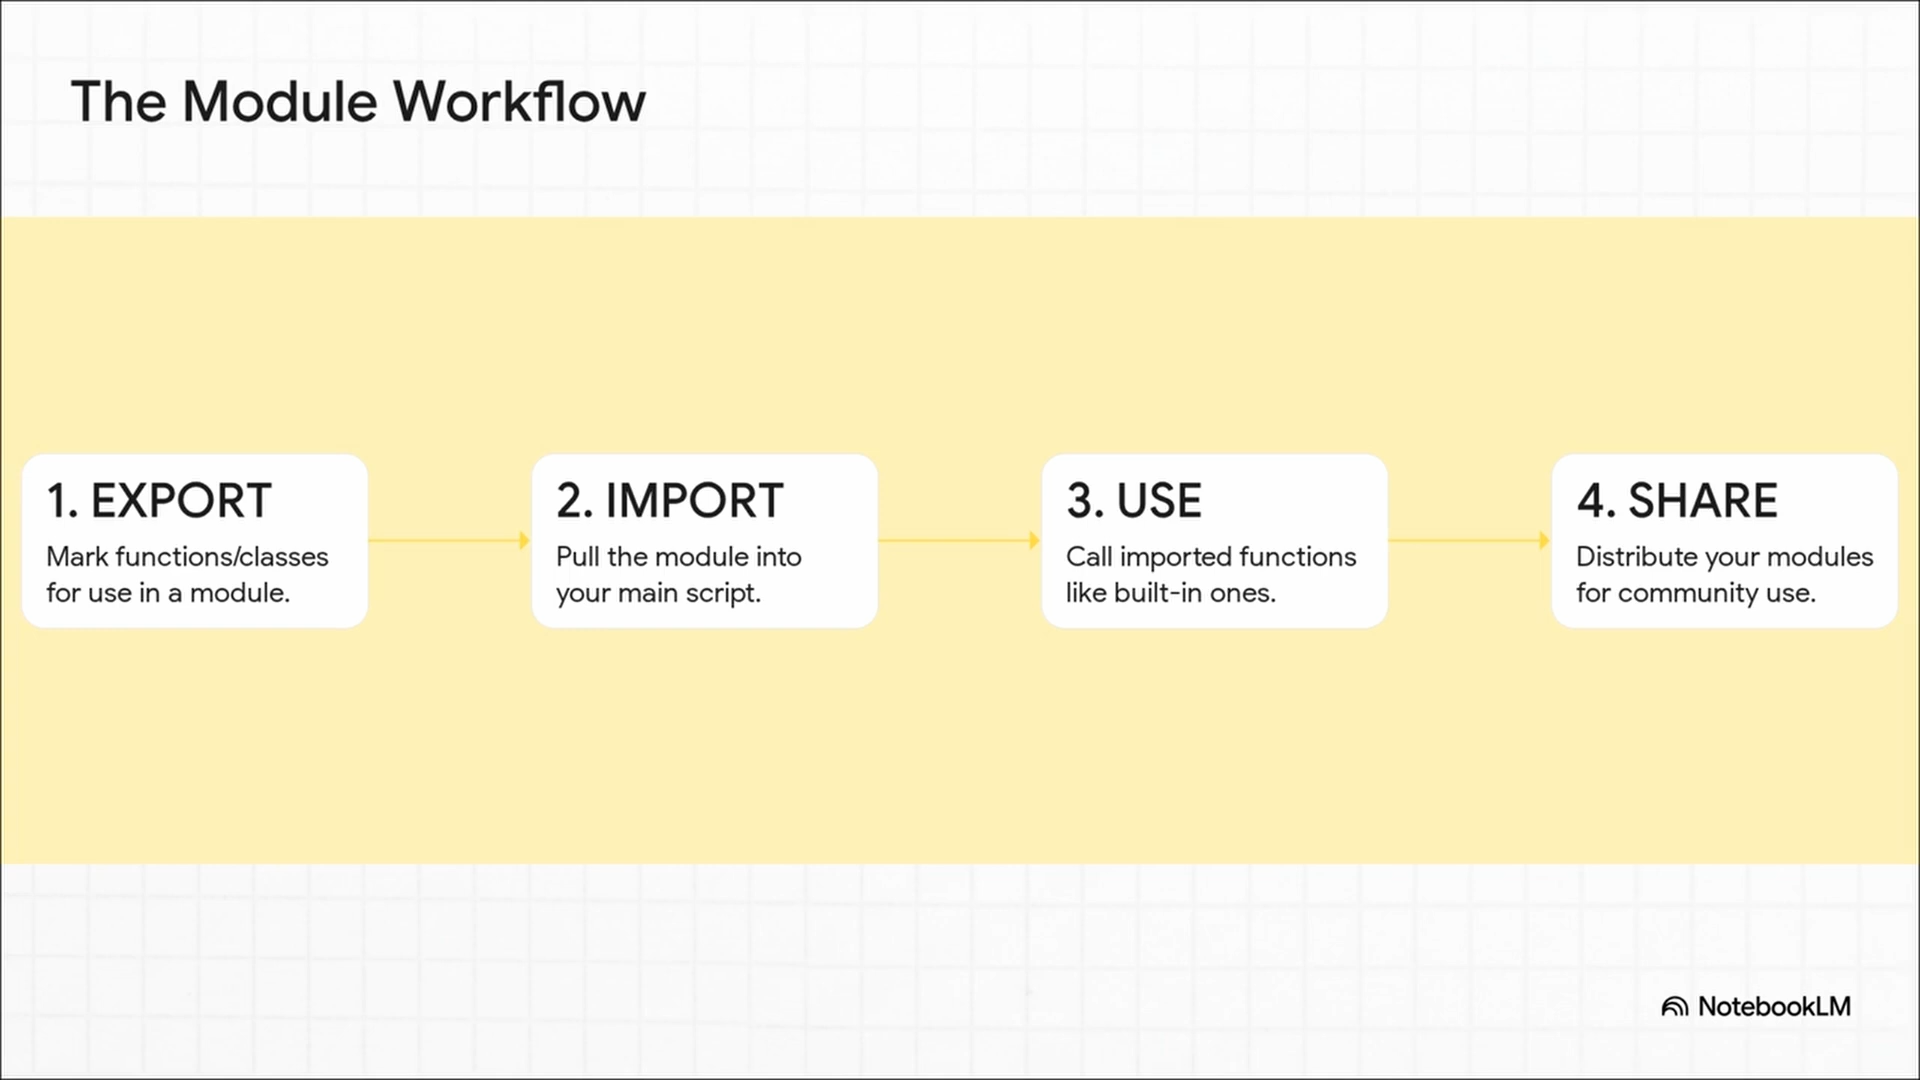 The Module Workflow
1. EXPORT
Mark functions/classes
for use in a module.
2. IMPORT
Pull the module into
your main script.
3. USE
Call imported functions
like built-in ones.
4. SHARE
Distribute your modules
for community use.
NotebookLM